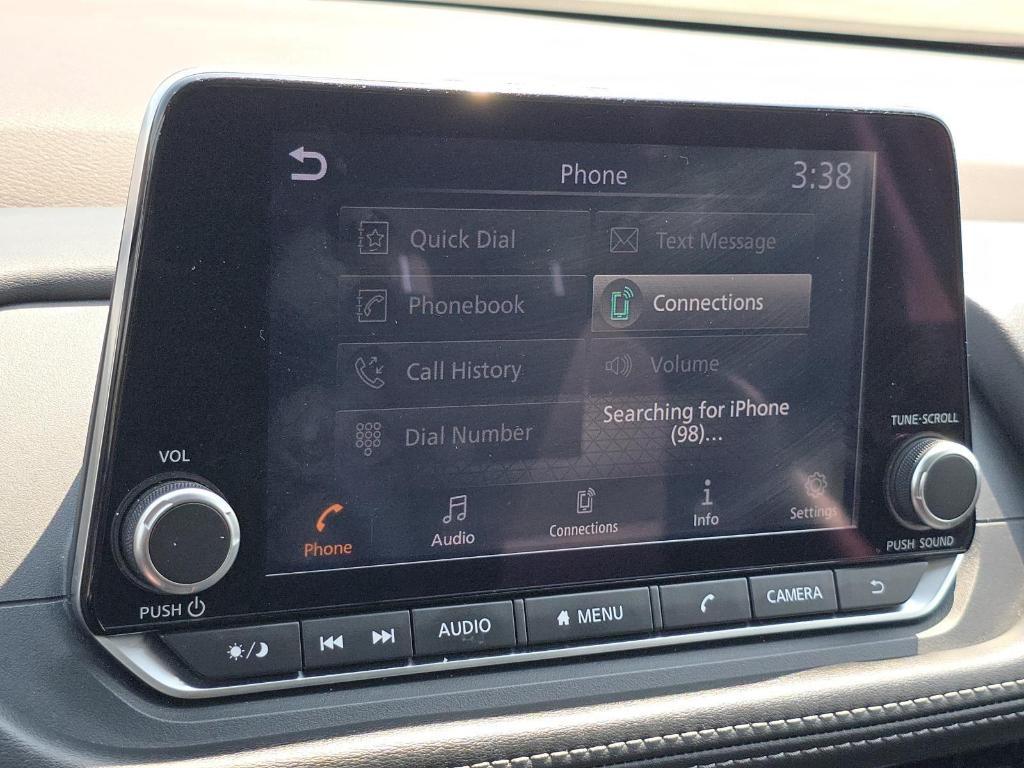 Phone
3:38
Quick Dial
Text Message
Phonebook
Connections
Call History
Volume
Dial Number
Searching for iPhone
(98)...
VOL
TUNE·SCROLL
Phone
Audio
Connections
Info
Settings
PUSH
PUSH SOUND
AUDIO
MENU
CAMERA